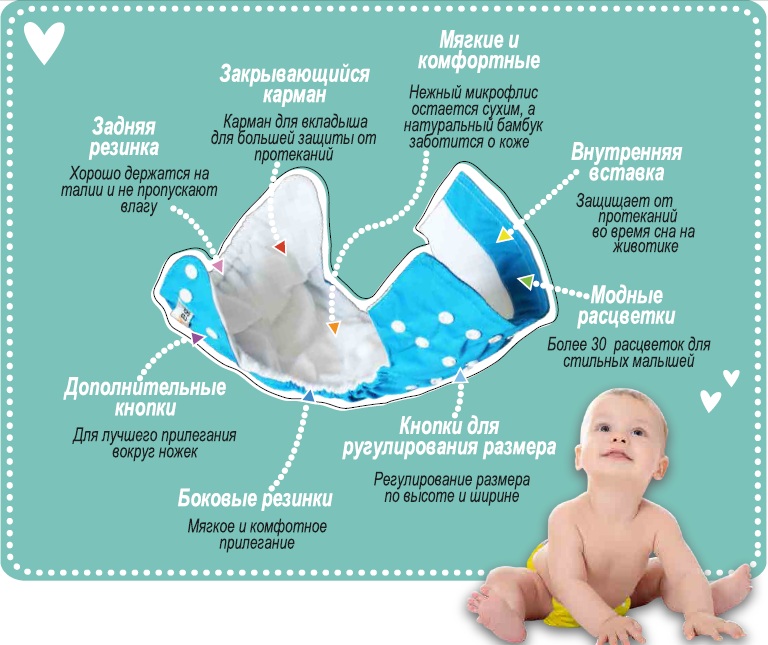 Мягкие и
комфортные
Нежный микрофлис
остается сухим, а
натуральный бамбук
заботится о коже
Закрывающийся
карман
Карман для вкладыша
для большей защиты от
протеканий
Задняя
резинка
Хорошо держатся на
талии и не пропускают
влагу
Внутренняя
вставка
Защищает от
протеканий
во время сна на
животике
Модные
расцветки
Более 30 расцветок для
стильных малышей
Дополнительные
кнопки
Для лучшего прилегания
вокруг ножек
Кнопки для
ругулирования размера
Регулирование размера
по высоте и ширине
Боковые резинки
Мягкое и комфотное
прилегание